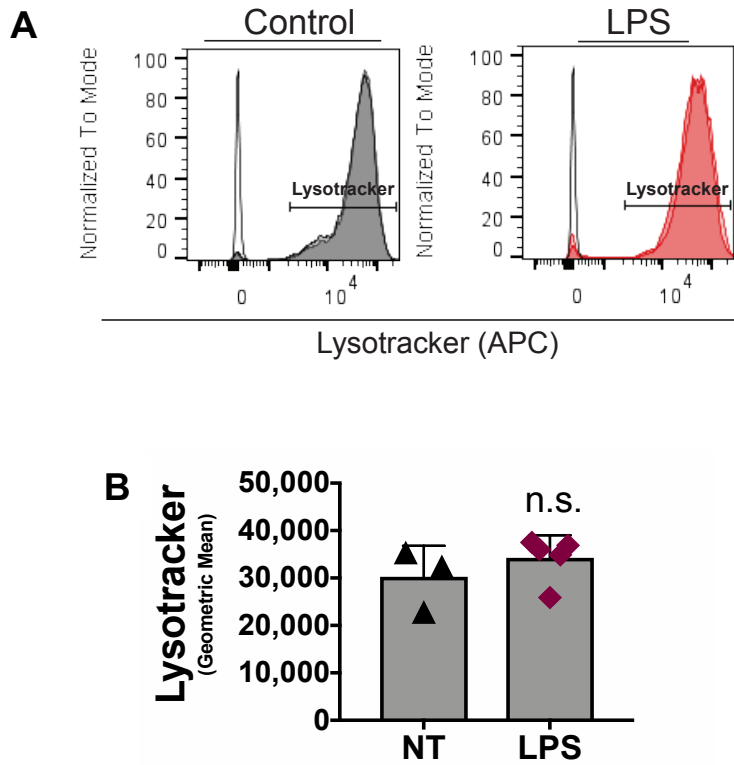 A
Control
LPS
Normalized To Mode
100
80
60
40
20
0
Lysotracker
0
10^4
Normalized To Mode
100
80
60
40
20
0
Lysotracker
0
10^4
Lysotracker (APC)
B
Lysotracker
(Geometric Mean)
50,000
40,000
30,000
20,000
10,000
0
n.s.
NT
LPS